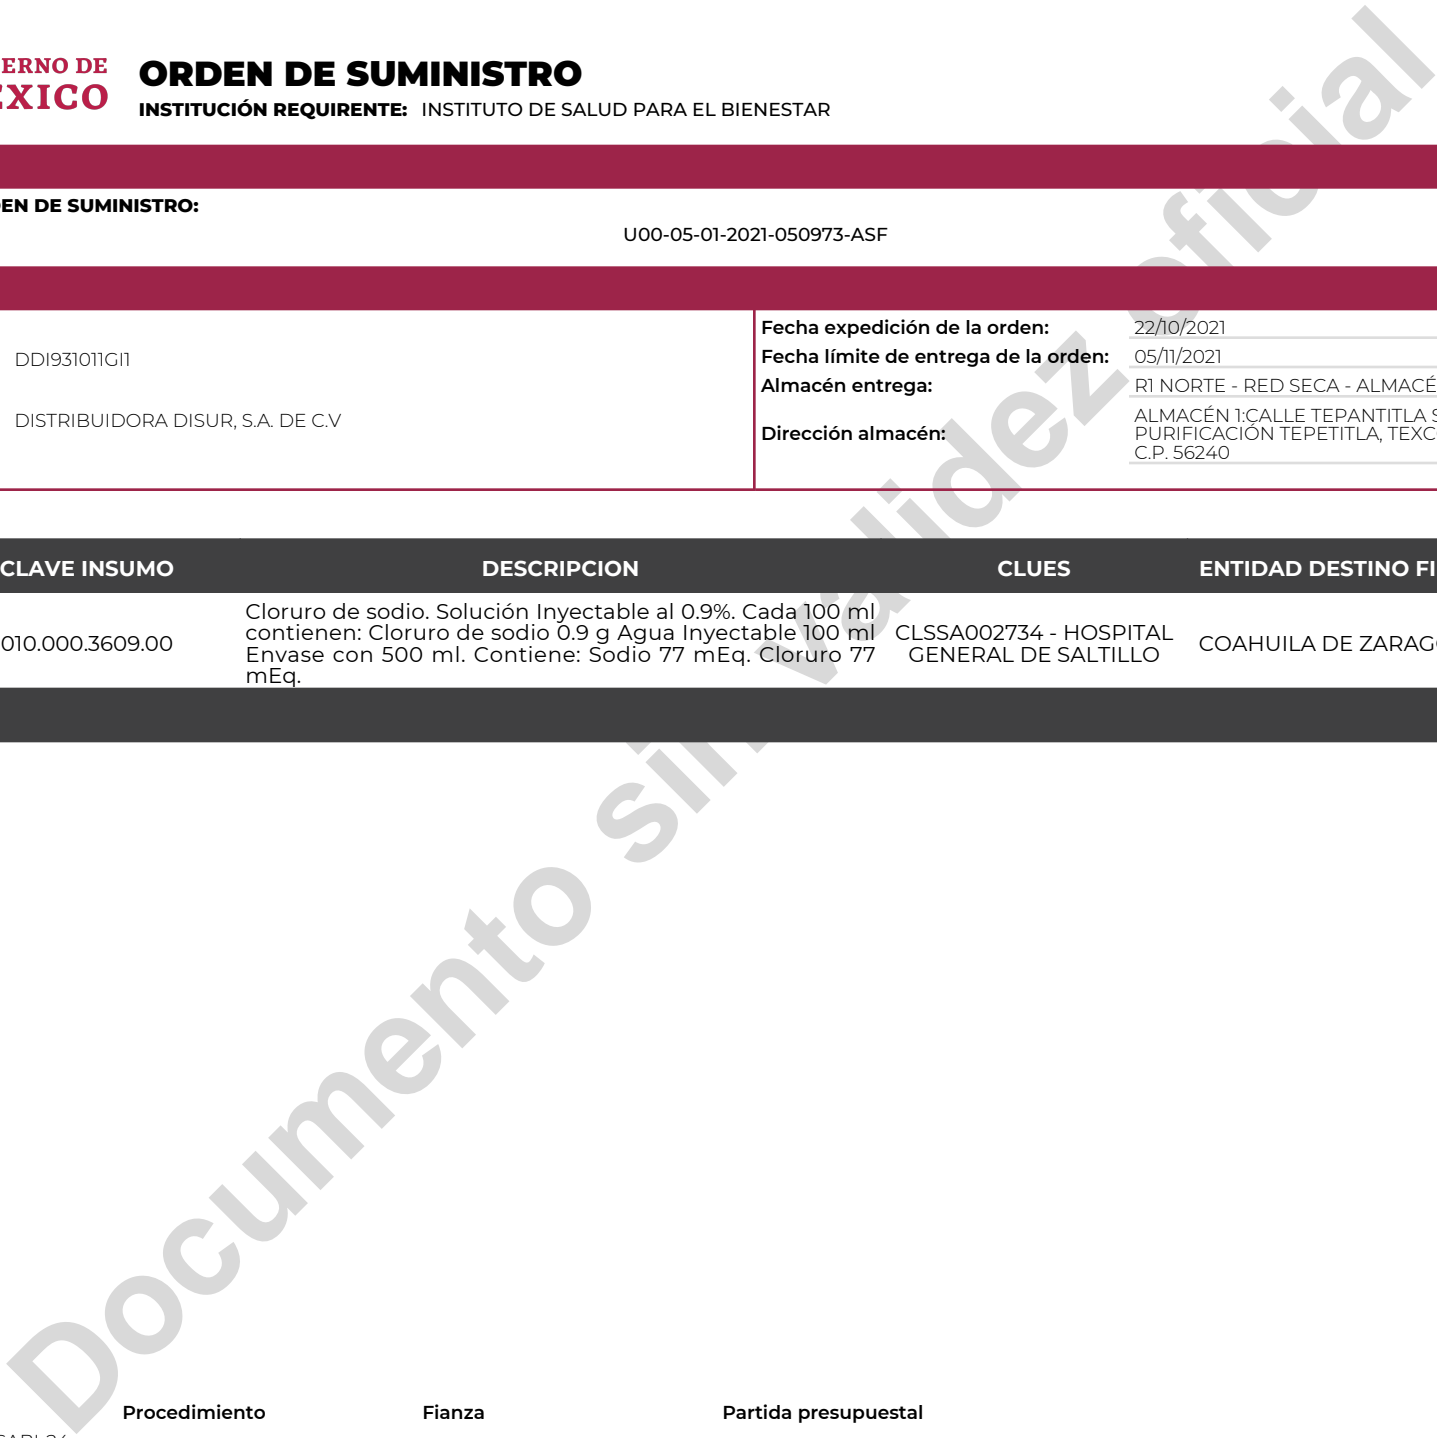 ERNO DE
EXICO
ORDEN DE SUMINISTRO
INSTITUCIÓN REQUIRENTE: INSTITUTO DE SALUD PARA EL BIENESTAR
EN DE SUMINISTRO:
U00-05-01-2021-050973-ASF
DDI931011GI1
DISTRIBUIDORA DISUR, S.A. DE C.V
Fecha expedición de la orden: 22/10/2021
Fecha límite de entrega de la orden: 05/11/2021
Almacén entrega: R1 NORTE - RED SECA - ALMACÉ
Dirección almacén:
ALMACÉN 1:CALLE TEPANTITLA S
PURIFICACIÓN TEPETITLA, TEXC
C.P. 56240
CLAVE INSUMO DESCRIPCION CLUES ENTIDAD DESTINO FI
010.000.3609.00
Cloruro de sodio. Solución Inyectable al 0.9%. Cada 100 ml
contienen: Cloruro de sodio 0.9 g Agua Inyectable 100 ml
Envase con 500 ml. Contiene: Sodio 77 mEq. Cloruro 77
mEq.
CLSSA002734 - HOSPITAL
GENERAL DE SALTILLO
COAHUILA DE ZARAG
Documento sin validez oficial
Procedimiento Fianza Partida presupuestal